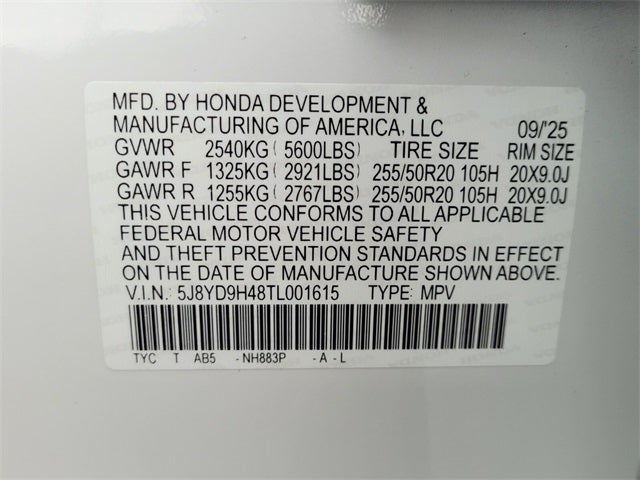 MFD. BY HONDA DEVELOPMENT &
MANUFACTURING OF AMERICA, LLC 09/'25
GVWR 2540KG ( 5600LBS) TIRE SIZE RIM SIZE
GAWR F 1325KG ( 2921LBS) 255/50R20 105H 20X9.0J
GAWR R 1255KG ( 2767LBS) 255/50R20 105H 20X9.0J
THIS VEHICLE CONFORMS TO ALL APPLICABLE
FEDERAL MOTOR VEHICLE SAFETY
AND THEFT PREVENTION STANDARDS IN EFFECT
ON THE DATE OF MANUFACTURE SHOWN ABOVE.
V.I.N.: 5J8YD9H48TL001615 TYPE: MPV
TYC T AB5 -NH883P -A-L